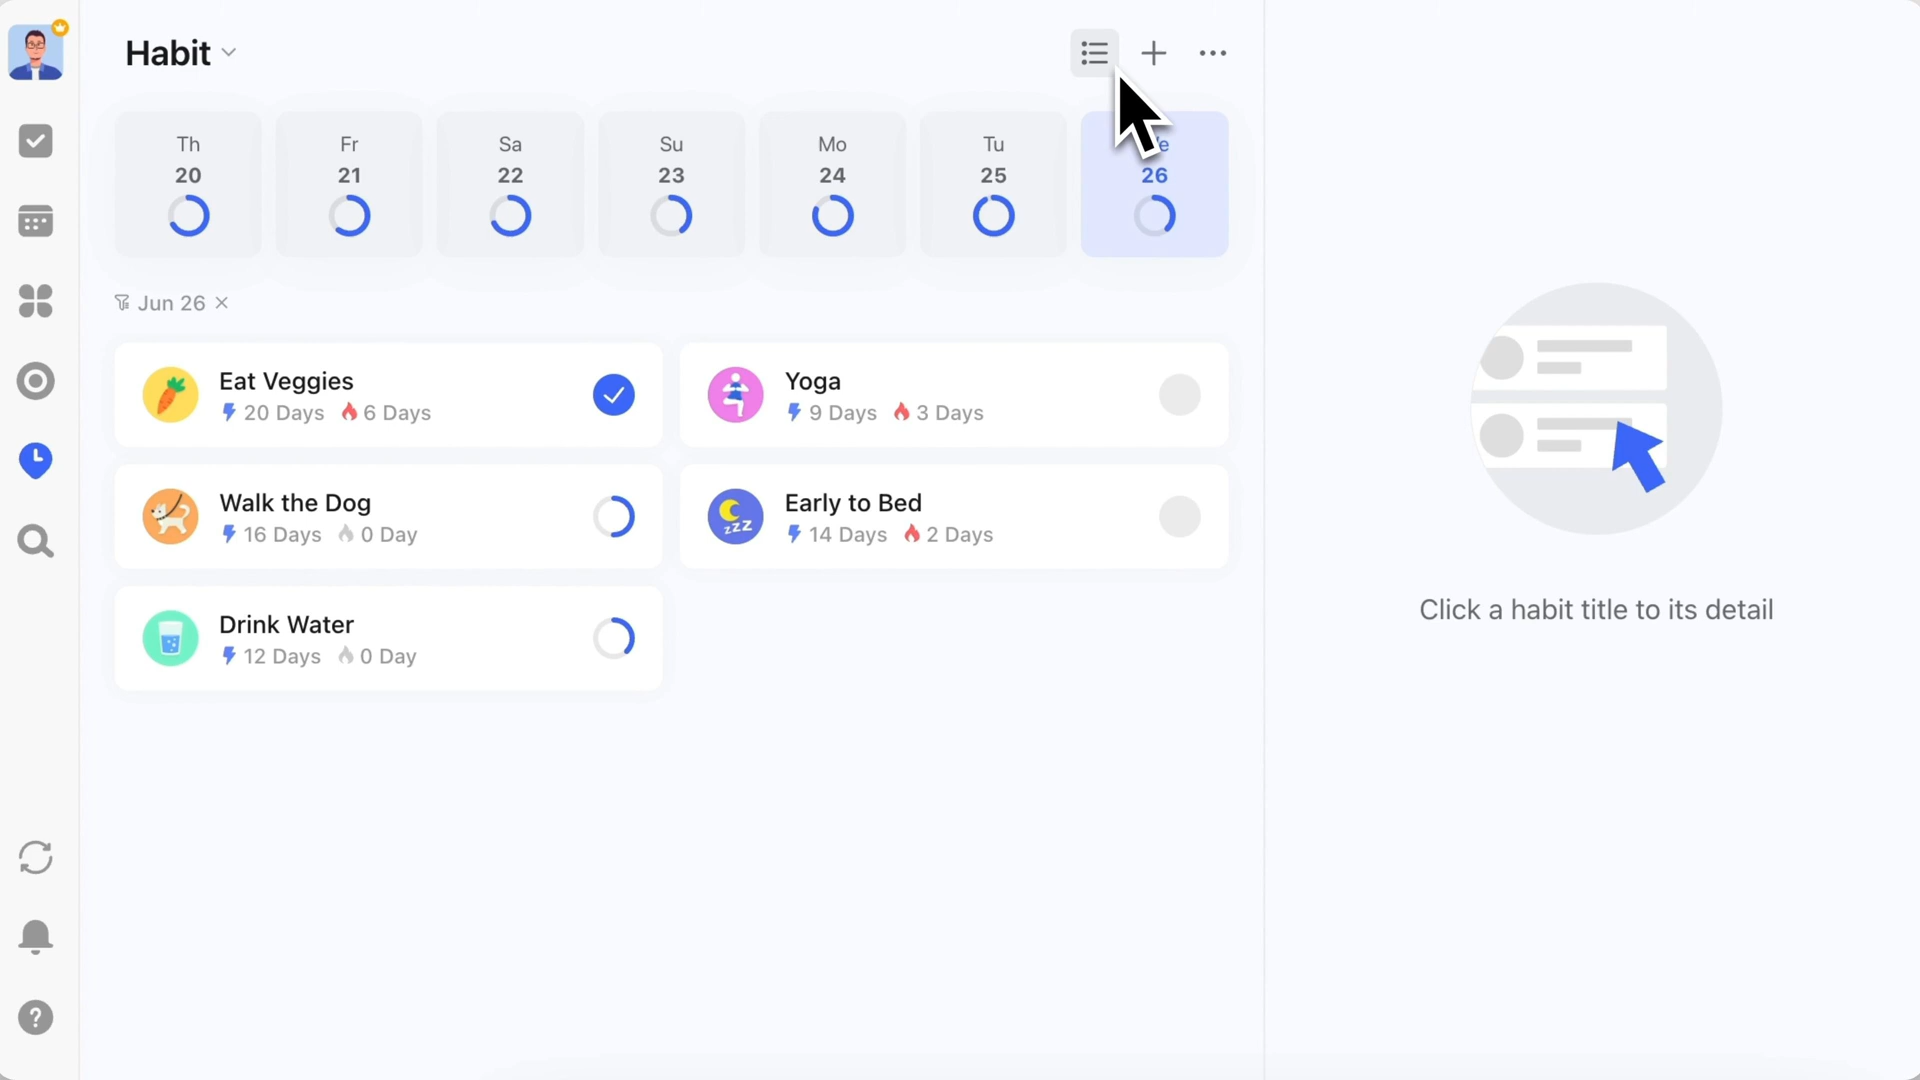 Habit
Th Fr Sa Su Mo Tu
20 21 22 23 24 25 26
Jun 26
Eat Veggies
20 Days 6 Days
Yoga
9 Days 3 Days
Walk the Dog
16 Days 0 Day
Early to Bed
14 Days 2 Days
zzz
Drink Water
12 Days 0 Day
Click a habit title to its detail